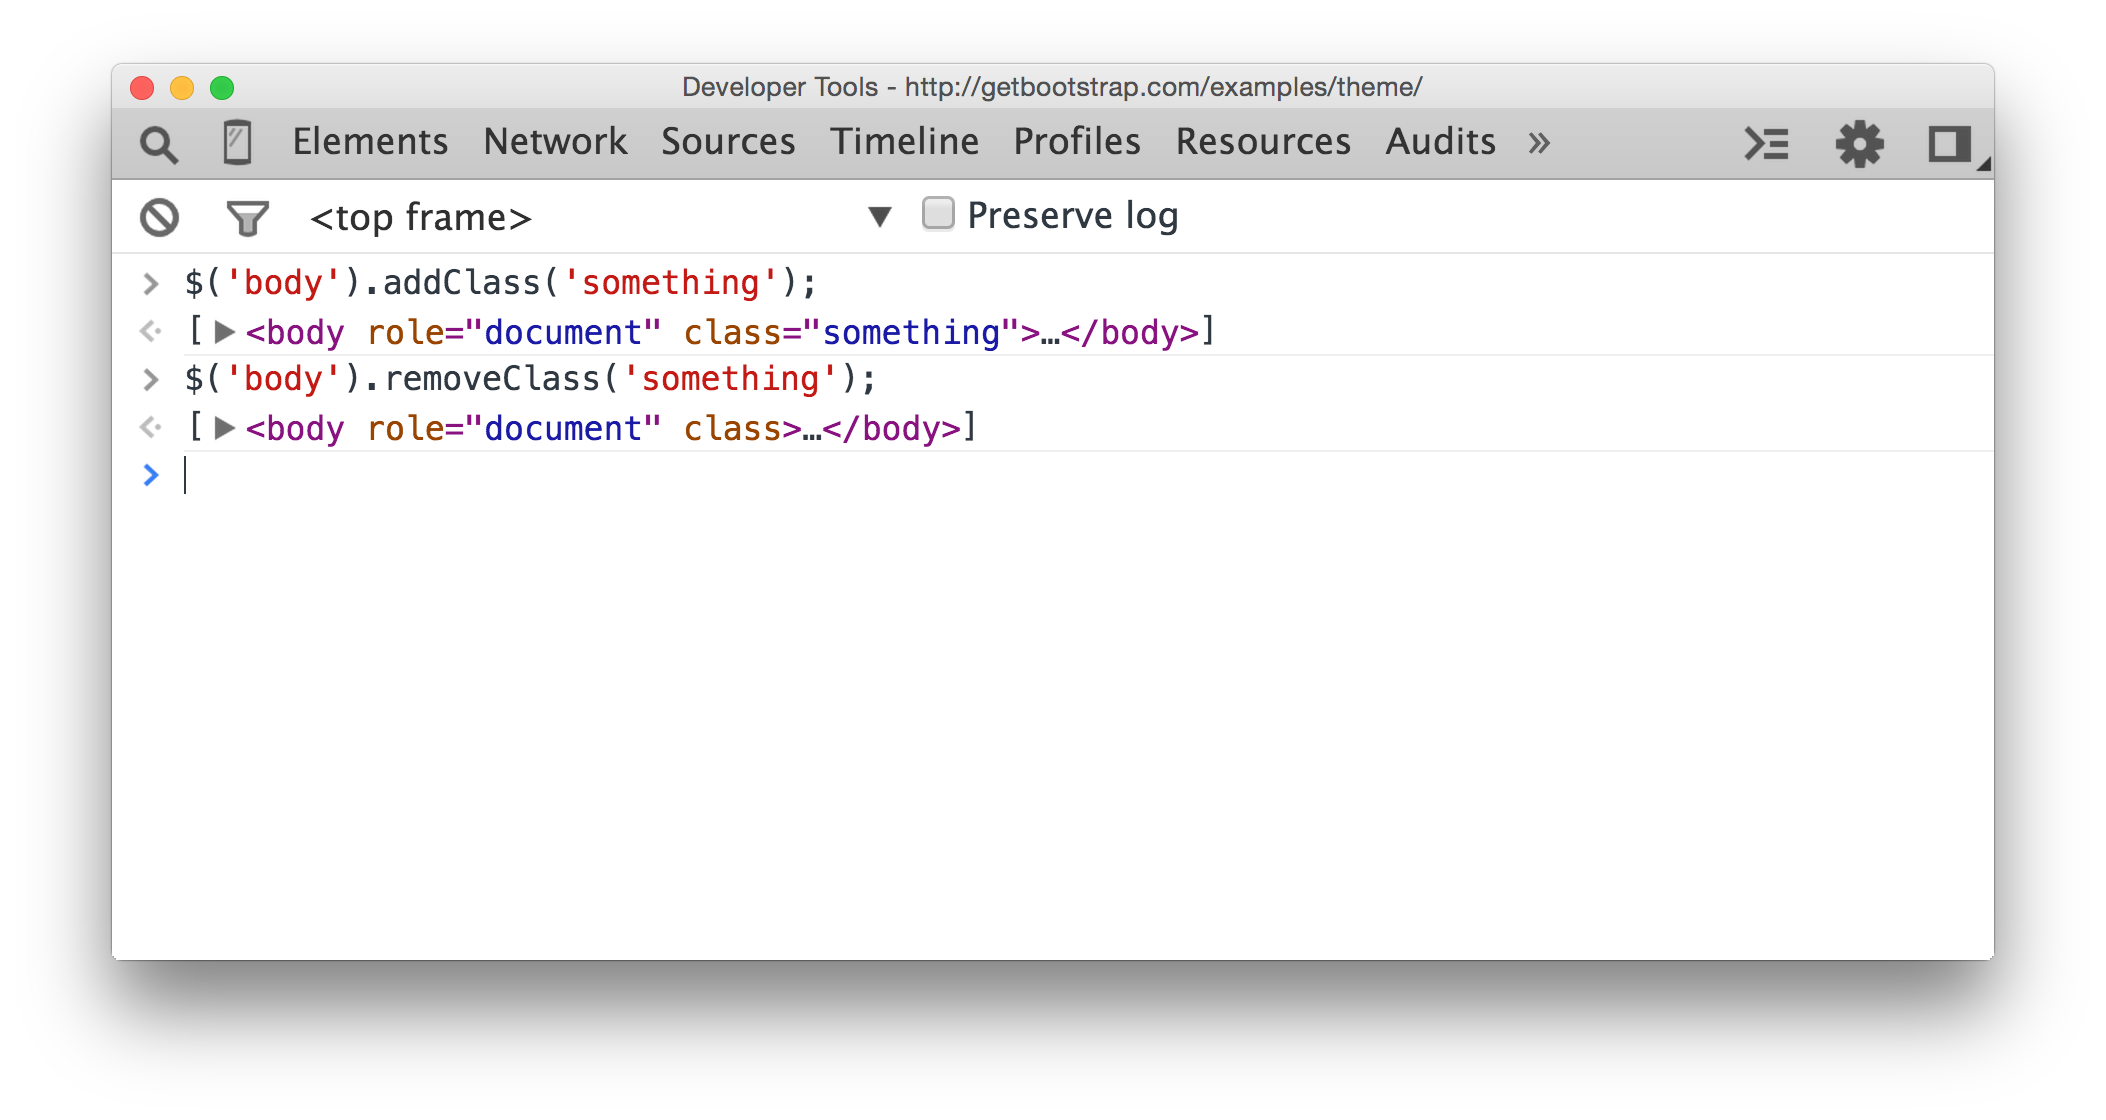 Developer Tools - http://getbootstrap.com/examples/theme/
Elements Network Sources Timeline Profiles Resources Audits »
<top frame> ▼ Preserve log
> $('body').addClass('something');
[▶<body role="document" class="something">…</body>]
> $('body').removeClass('something');
[▶<body role="document" class>…</body>]
>